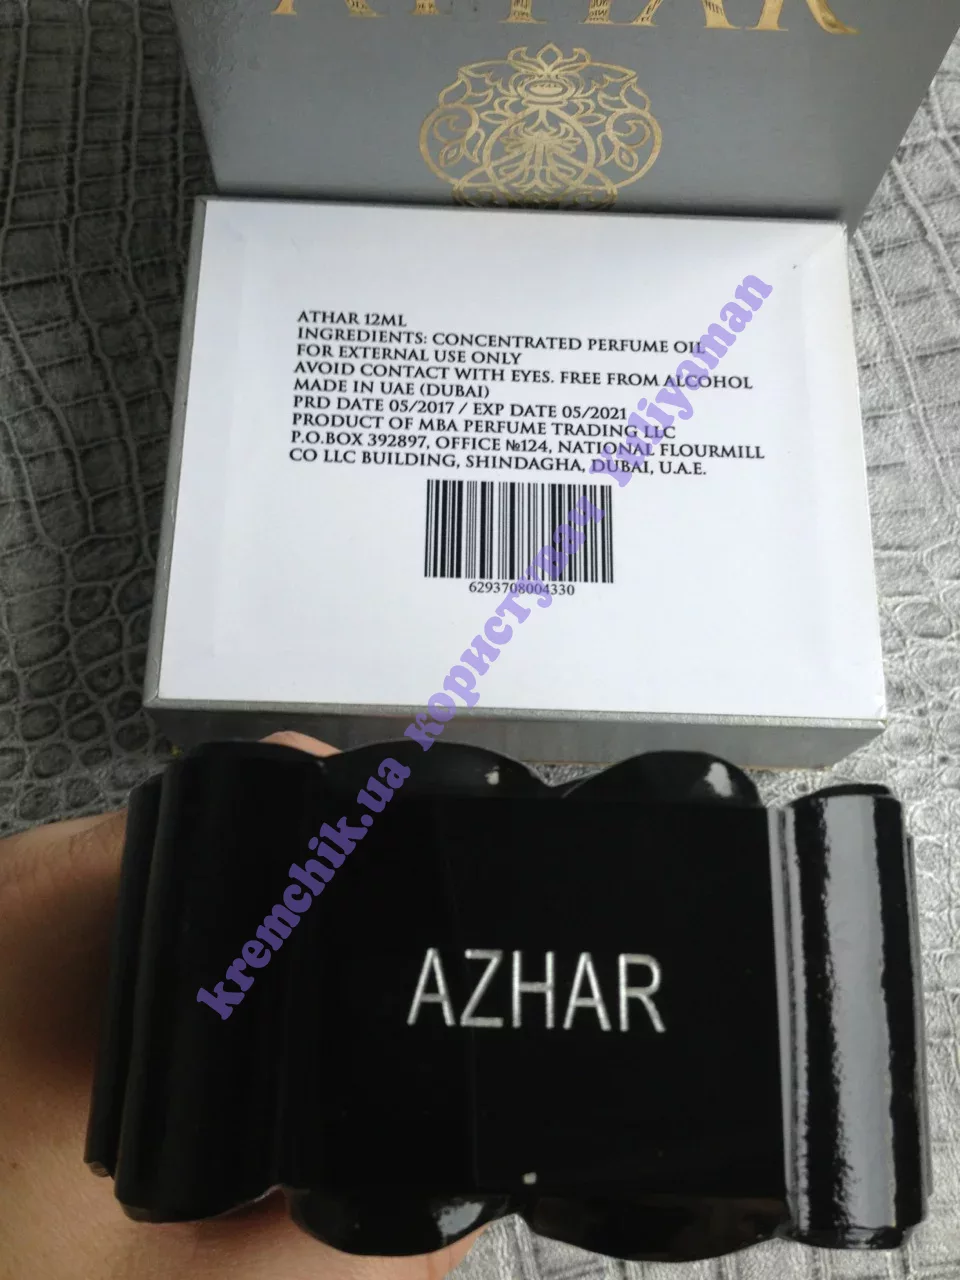 ATHAR
ATHAR 12ML
INGREDIENTS: CONCENTRATED PERFUME OIL
FOR EXTERNAL USE ONLY
AVOID CONTACT WITH EYES. FREE FROM ALCOHOL
MADE IN UAE (DUBAI)
PRD DATE 05/2017 / EXP DATE 05/2021
PRODUCT OF MBA PERFUME TRADING LLC
P.O.BOX 392897, OFFICE №124, NATIONAL FLOURMILL
CO LLC BUILDING, SHINDAGHA, DUBAI, U.A.E.
6293708004330
kremchik.ua користувач Yuliyaman
AZHAR